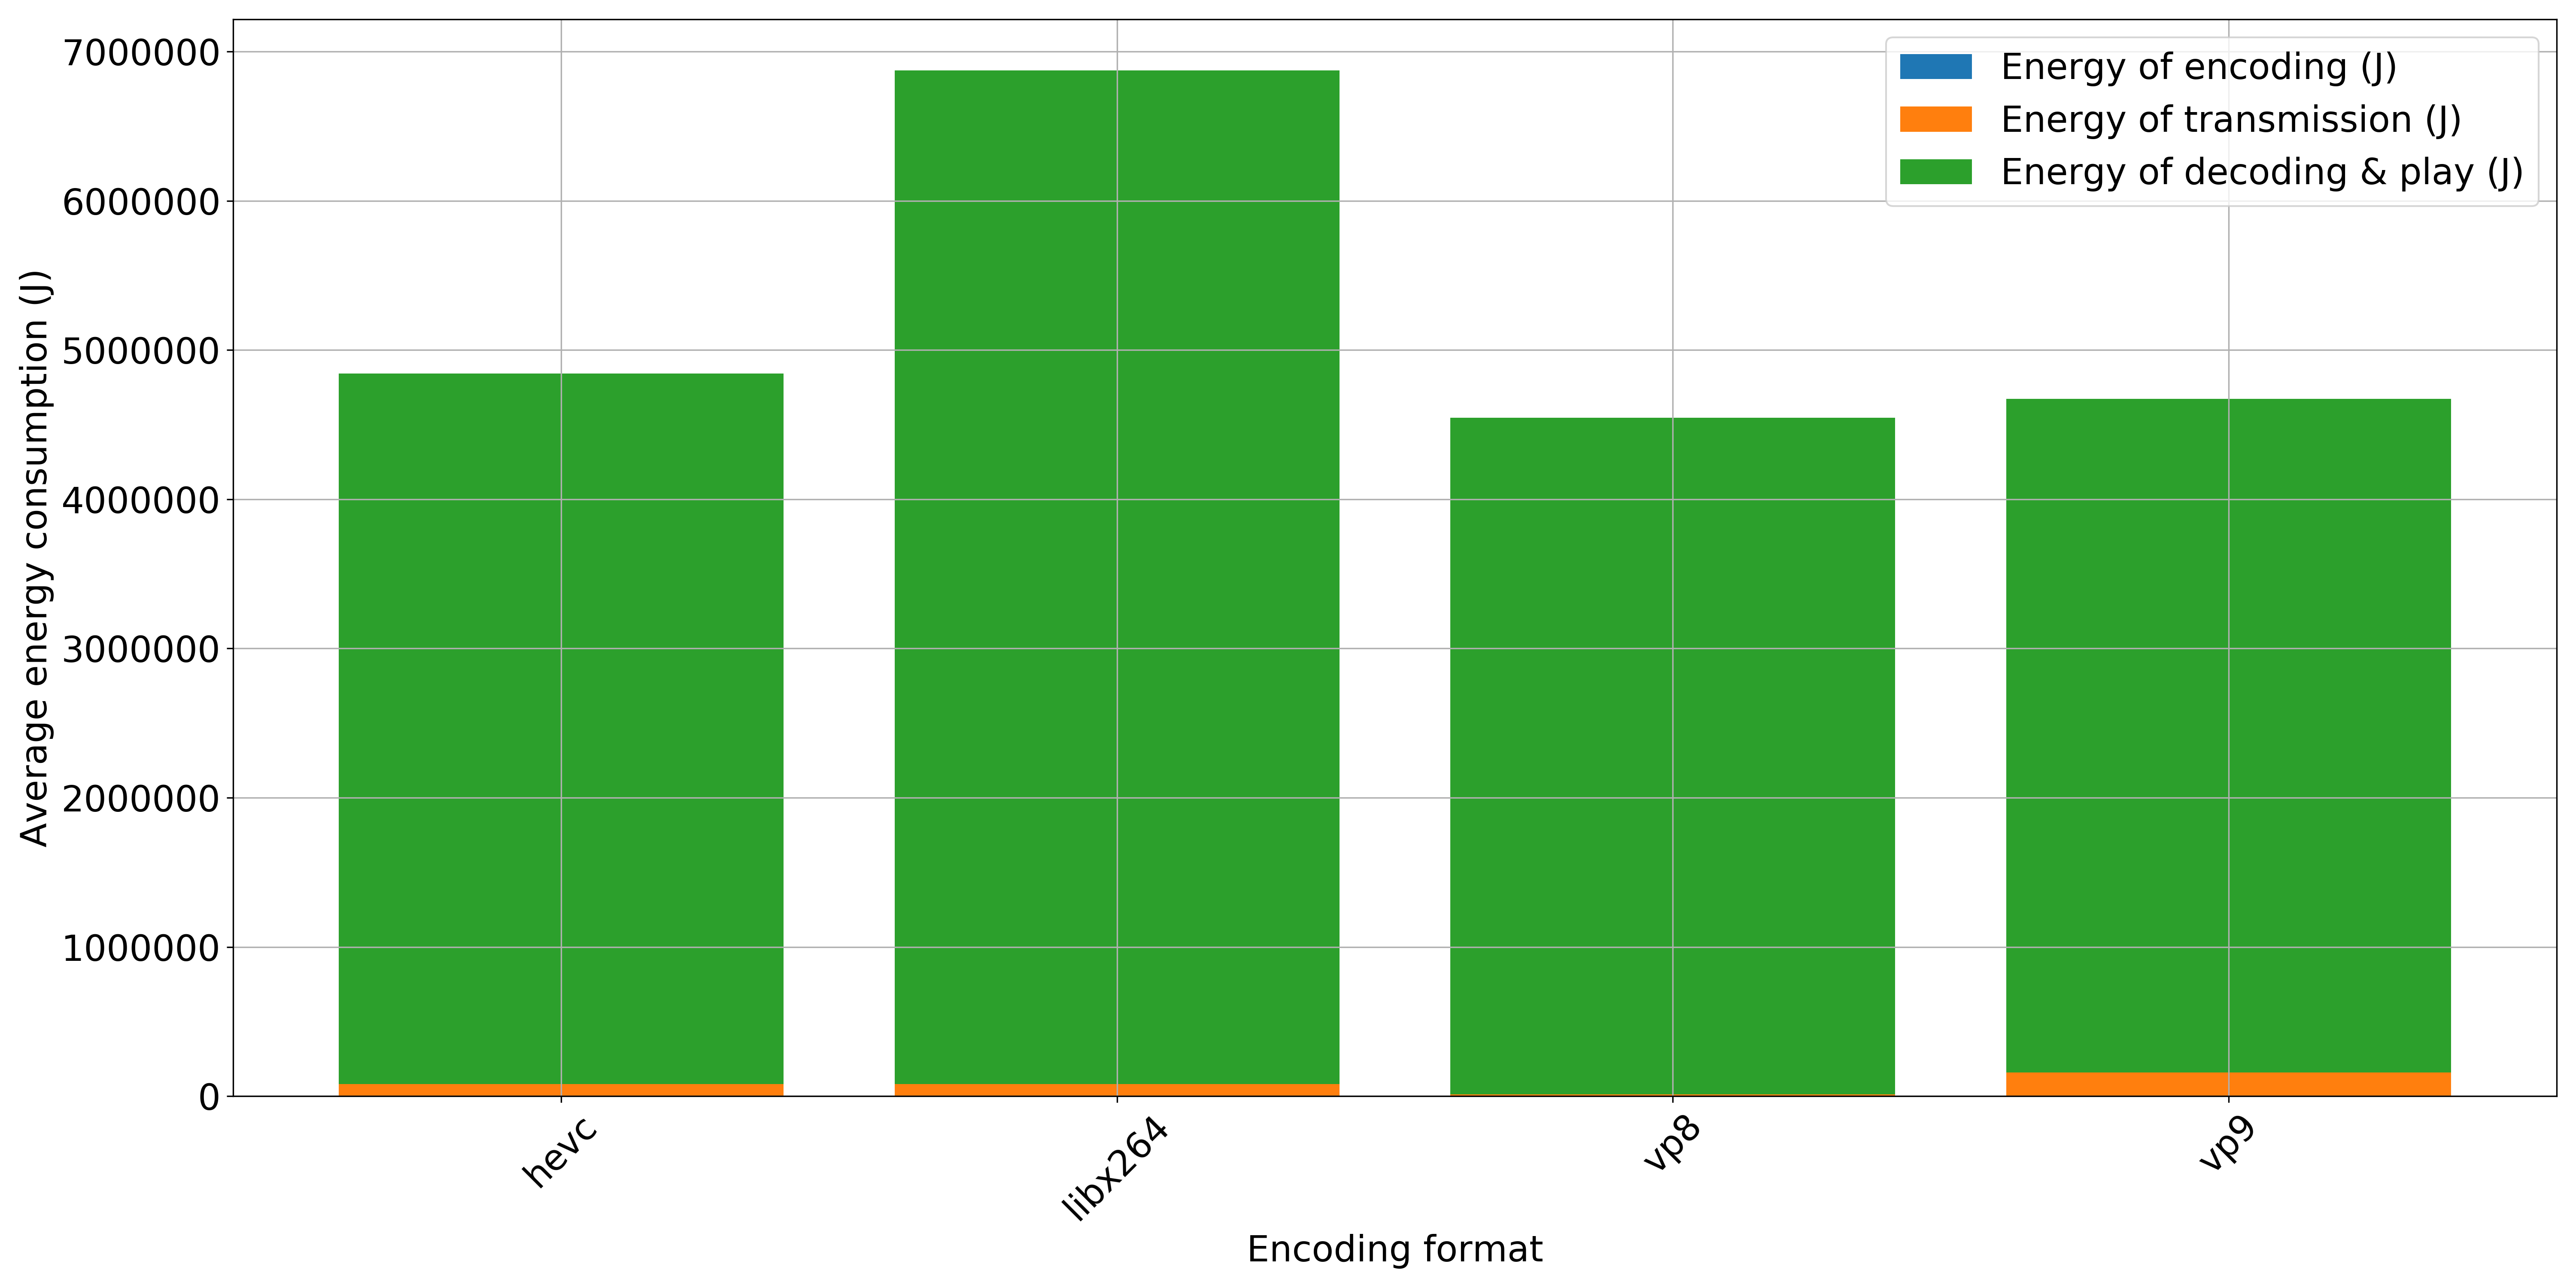 7000000
6000000
5000000
4000000
3000000
2000000
1000000
0
Average energy consumption (J)
Energy of encoding (J)
Energy of transmission (J)
Energy of decoding & play (J)
hevc
libx264
vp8
vp9
Encoding format